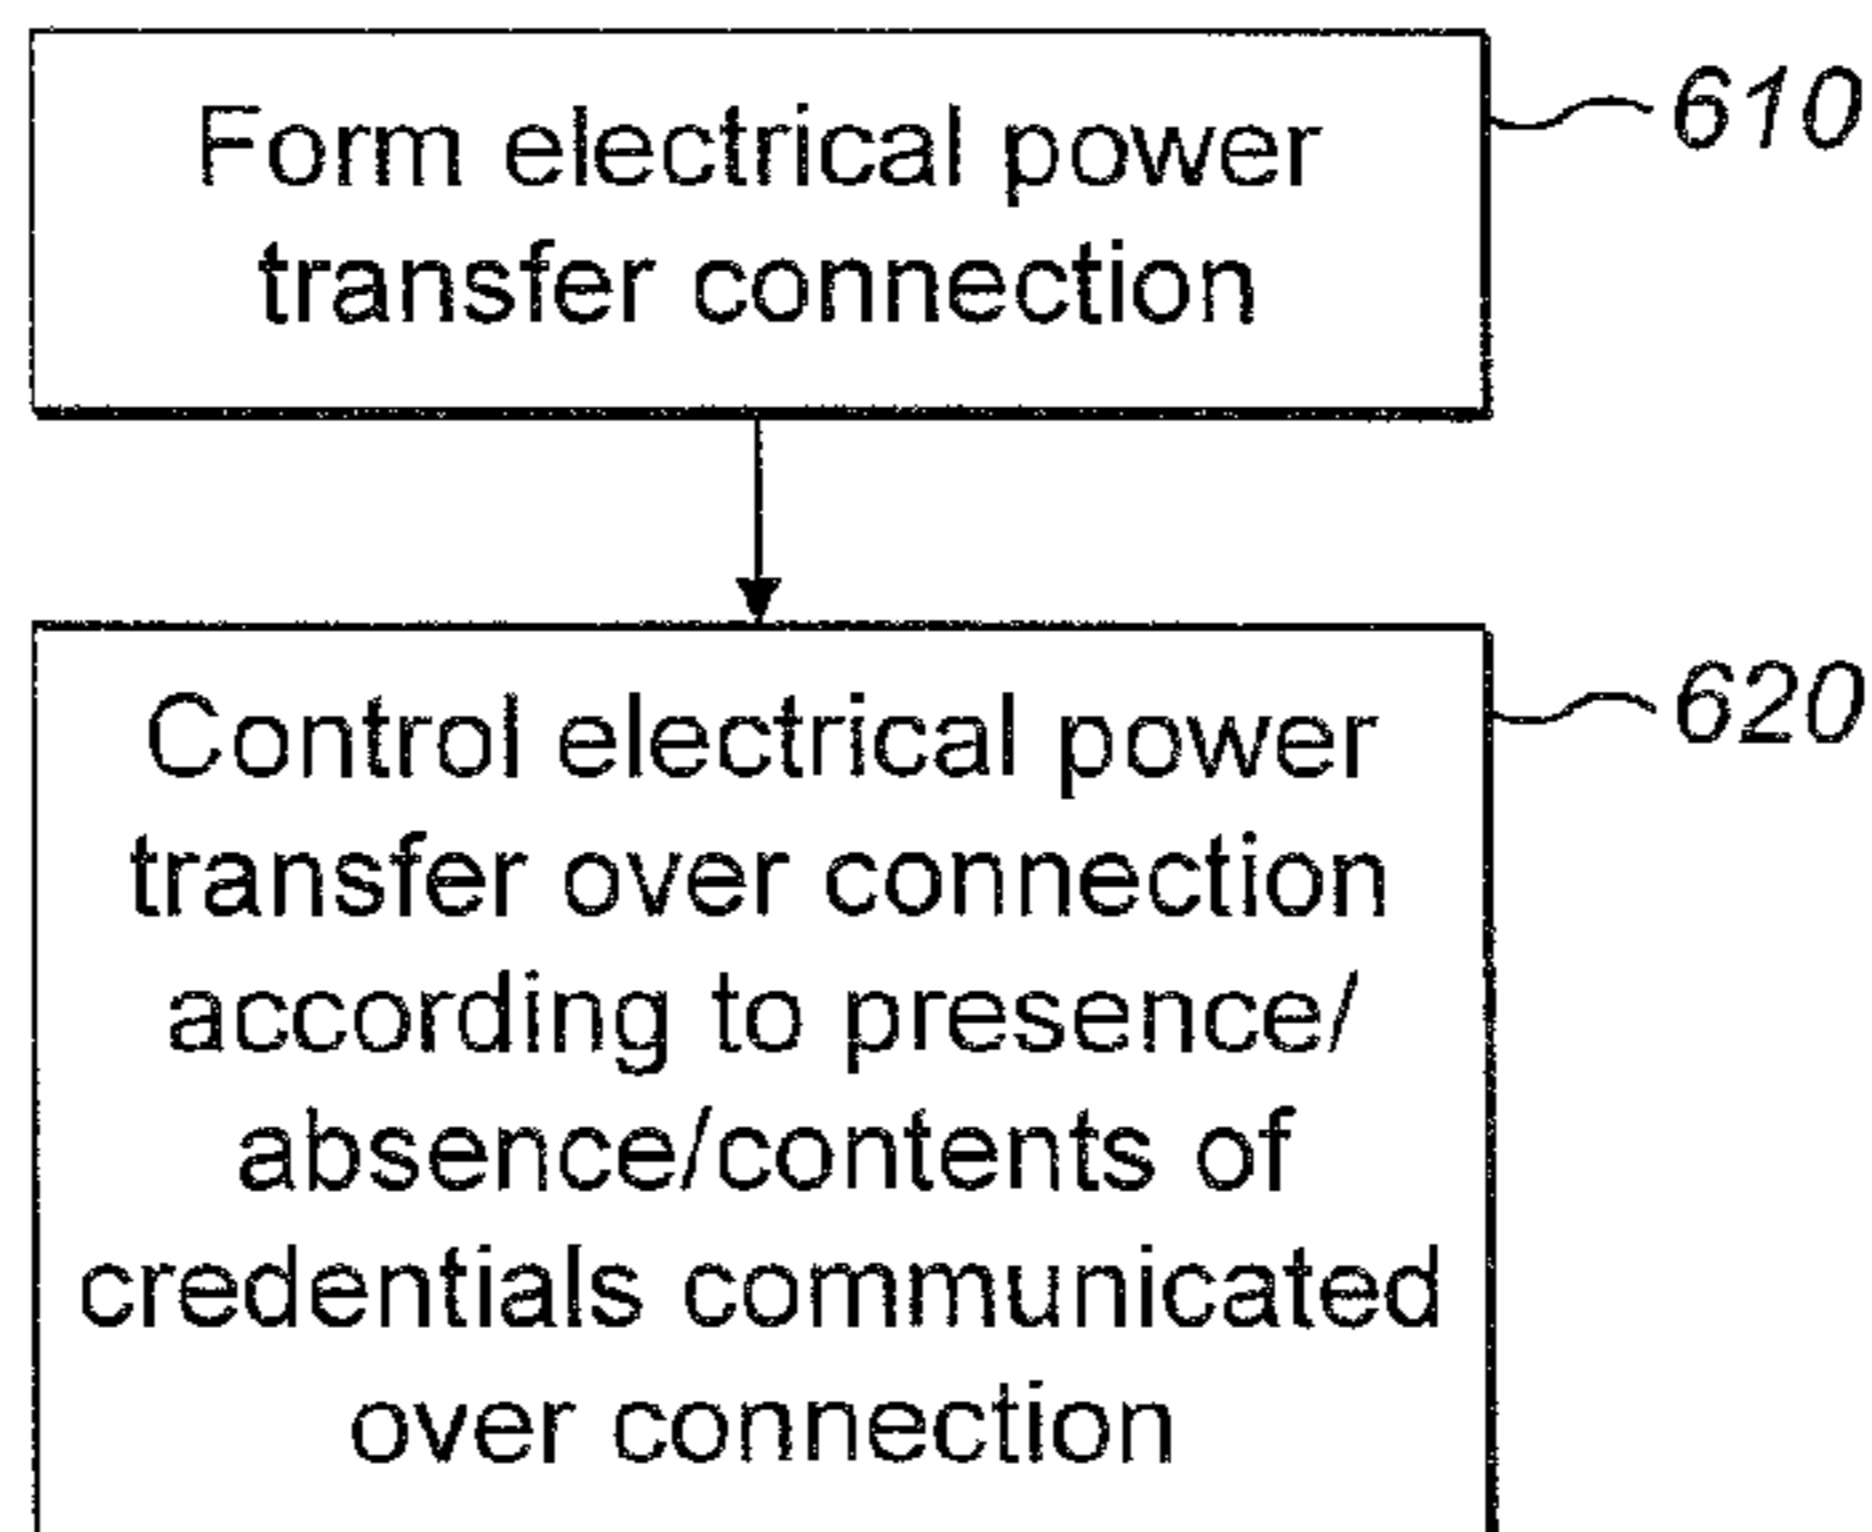 Form electrical power
transfer connection
610
Control electrical power
transfer over connection
according to presence/
absence/contents of
credentials communicated
over connection
620